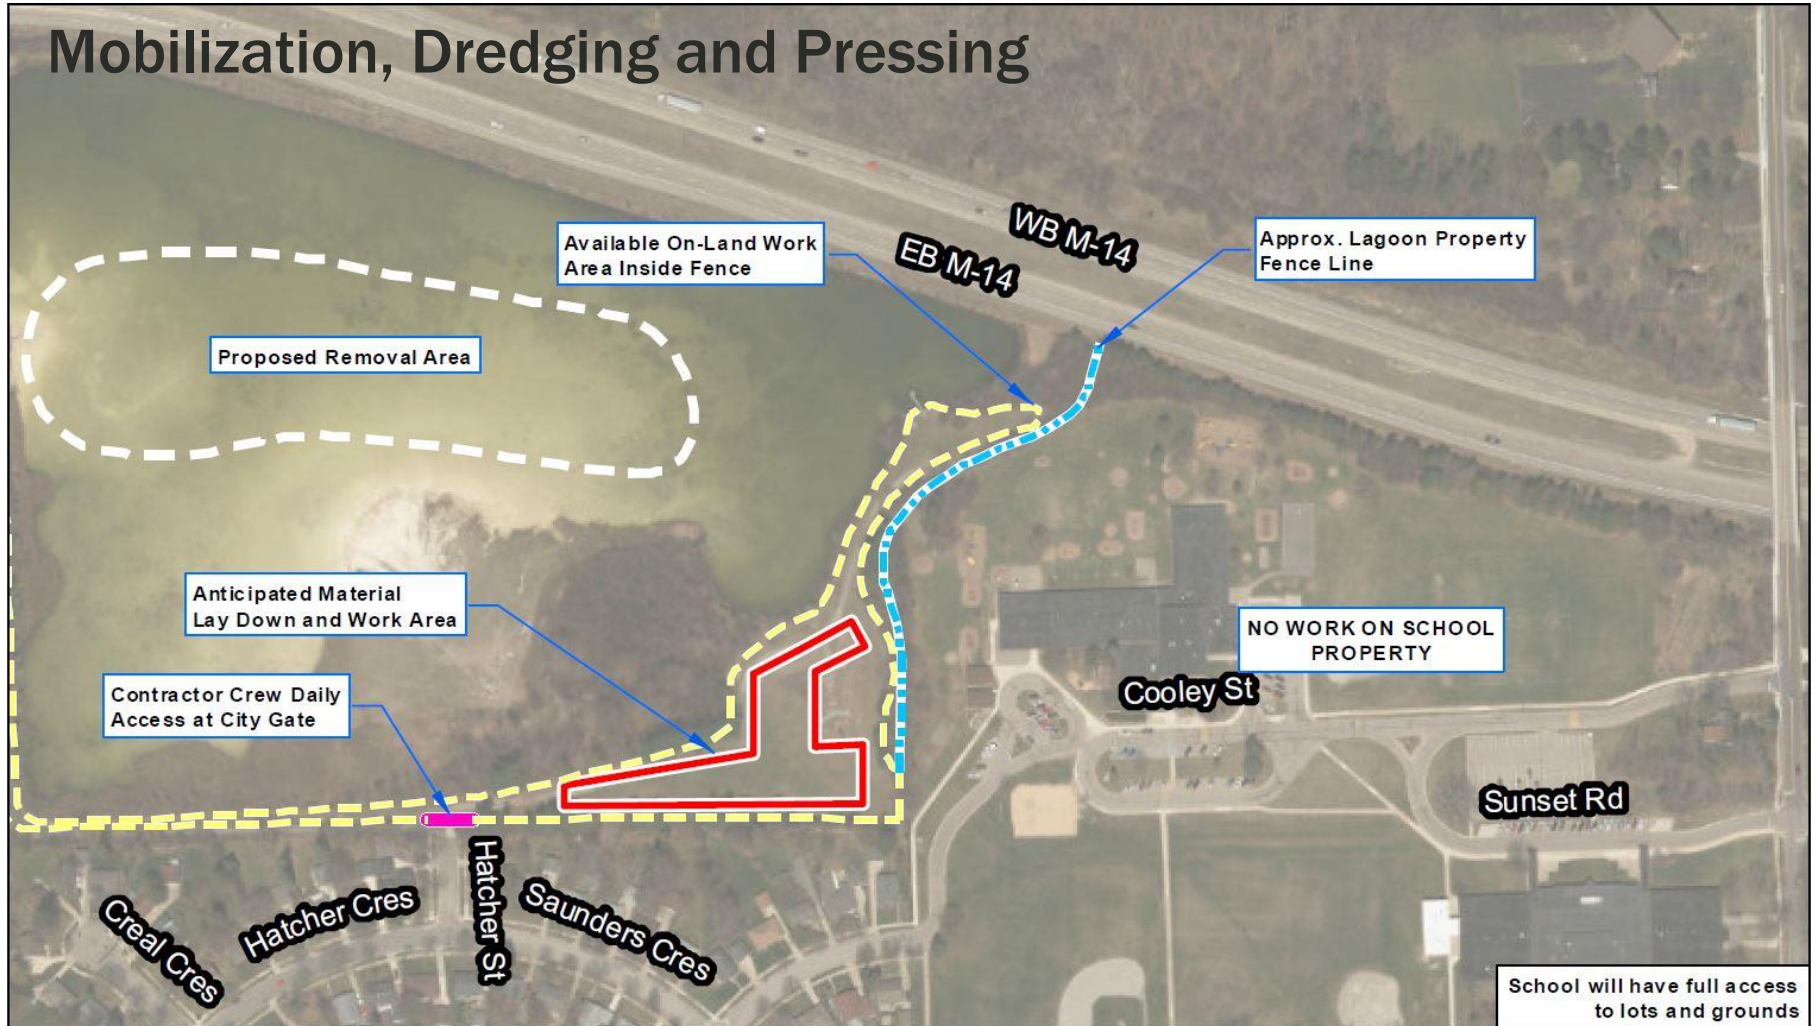 Mobilization, Dredging and Pressing
WB M-14
EB M-14
Available On-Land Work
Area Inside Fence
Approx. Lagoon Property
Fence Line
Proposed Removal Area
Anticipated Material
Lay Down and Work Area
NO WORK ON SCHOOL
PROPERTY
Contractor Crew Daily
Access at City Gate
Cooley St
Sunset Rd
Hatcher St
Creal Cres
Hatcher Cres
Saunders Cres
School will have full access
to lots and grounds